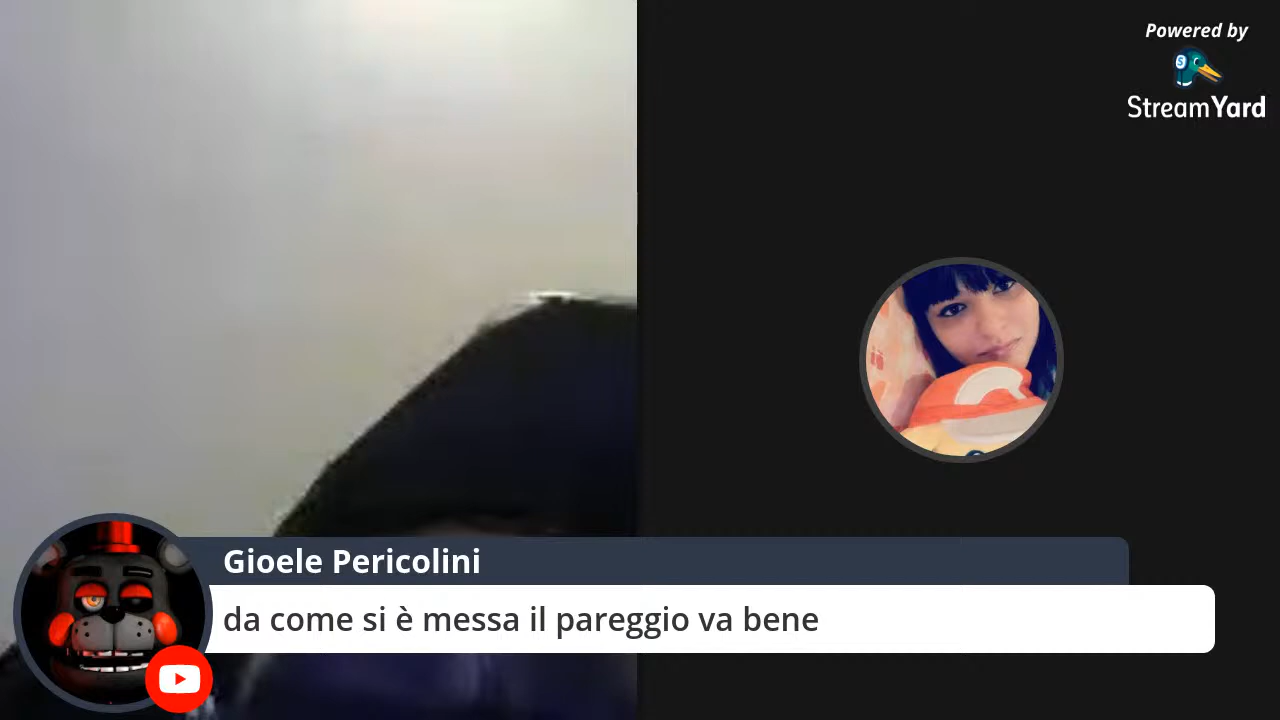 Powered by
StreamYard
Gioele Pericolini
da come si è messa il pareggio va bene